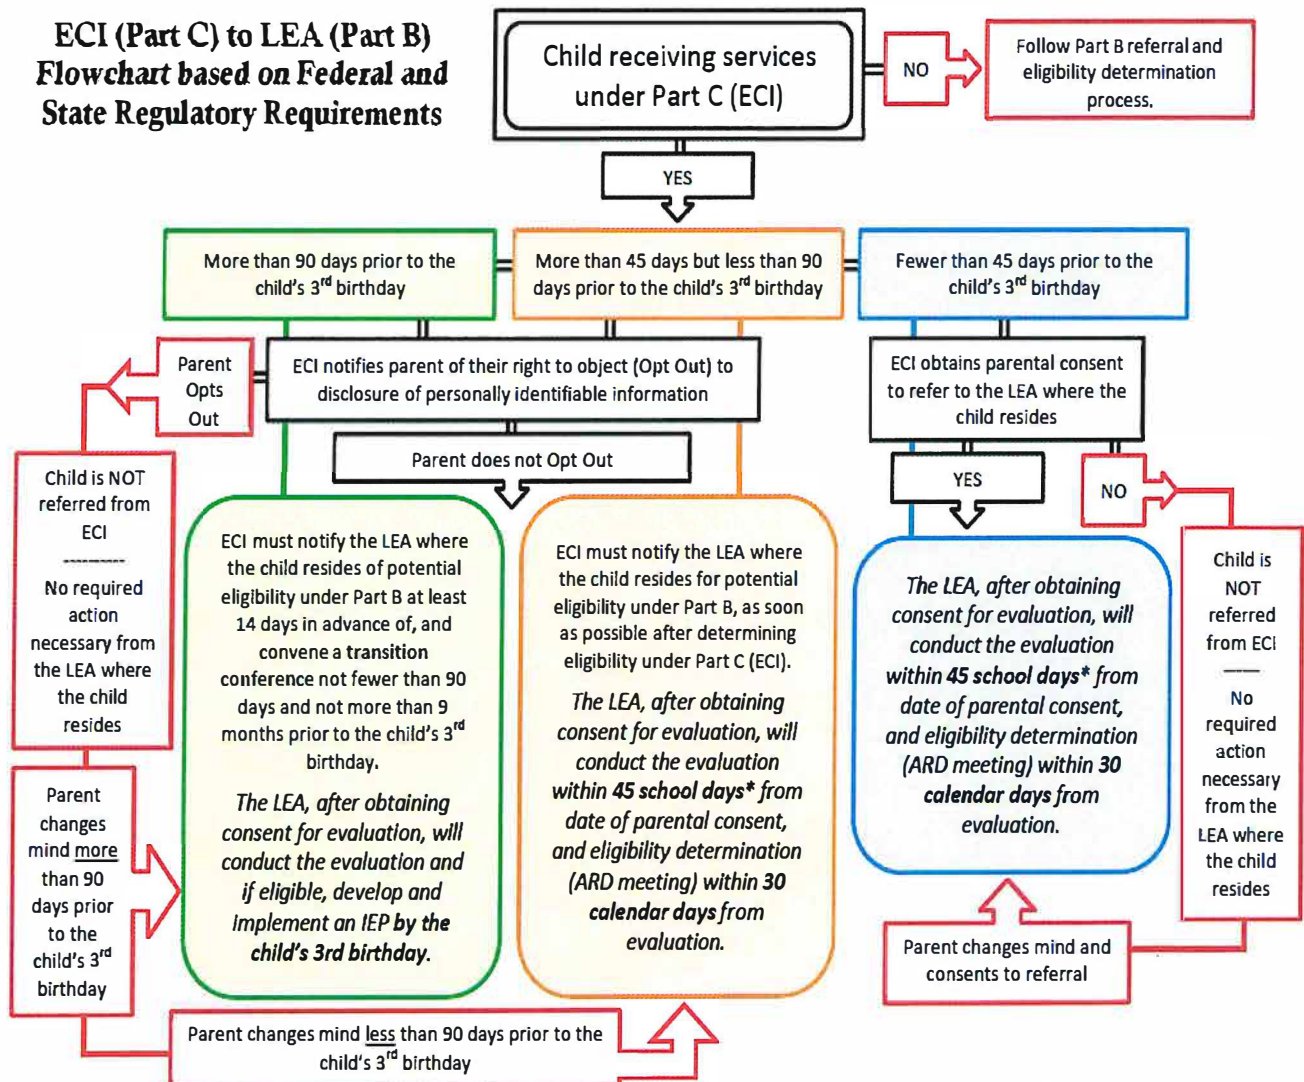 ECI (Part C) to LEA (Part B)
Flowchart based on Federal and
State Regulatory Requirements
Child receiving services
under Part C (ECI)
NO
Follow Part B referral and
eligibility determination
process.
YES
More than 90 days prior to the
child's 3rd birthday
More than 45 days but less than 90
days prior to the child's 3rd birthday
Fewer than 45 days prior to the
child's 3rd birthday
Parent
Opts
Out
ECI notifies parent of their right to object (Opt Out) to
disclosure of personally identifiable information
ECI obtains parental consent
to refer to the LEA where the
child resides
Parent does not Opt Out
YES
NO
Child is NOT
referred from
ECI
----------
No required
action
necessary from
the LEA where
the child
resides
ECI must notify the LEA where
the child resides of potential
eligibility under Part B at least
14 days in advance of, and
convene a transition
conference not fewer than 90
days and not more than 9
months prior to the child's 3rd
birthday.
The LEA, after obtaining
consent for evaluation, will
conduct the evaluation and
if eligible, develop and
implement an IEP by the
child's 3rd birthday.
ECI must notify the LEA where
the child resides for potential
eligibility under Part B, as soon
as possible after determining
eligibility under Part C (ECI).
The LEA, after obtaining
consent for evaluation, will
conduct the evaluation
within 45 school days* from
date of parental consent,
and eligibility determination
(ARD meeting) within 30
calendar days from
evaluation.
The LEA, after obtaining
consent for evaluation, will
conduct the evaluation
within 45 school days* from
date of parental consent,
and eligibility determination
(ARD meeting) within 30
calendar days from
evaluation.
Child is
NOT
referred
from ECI
-----
No
required
action
necessary
from the
LEA where
the child
resides
Parent
changes
mind more
than 90
days prior
to the
child's 3rd
birthday
Parent changes mind and
consents to referral
Parent changes mind less than 90 days prior to the
child's 3rd birthday